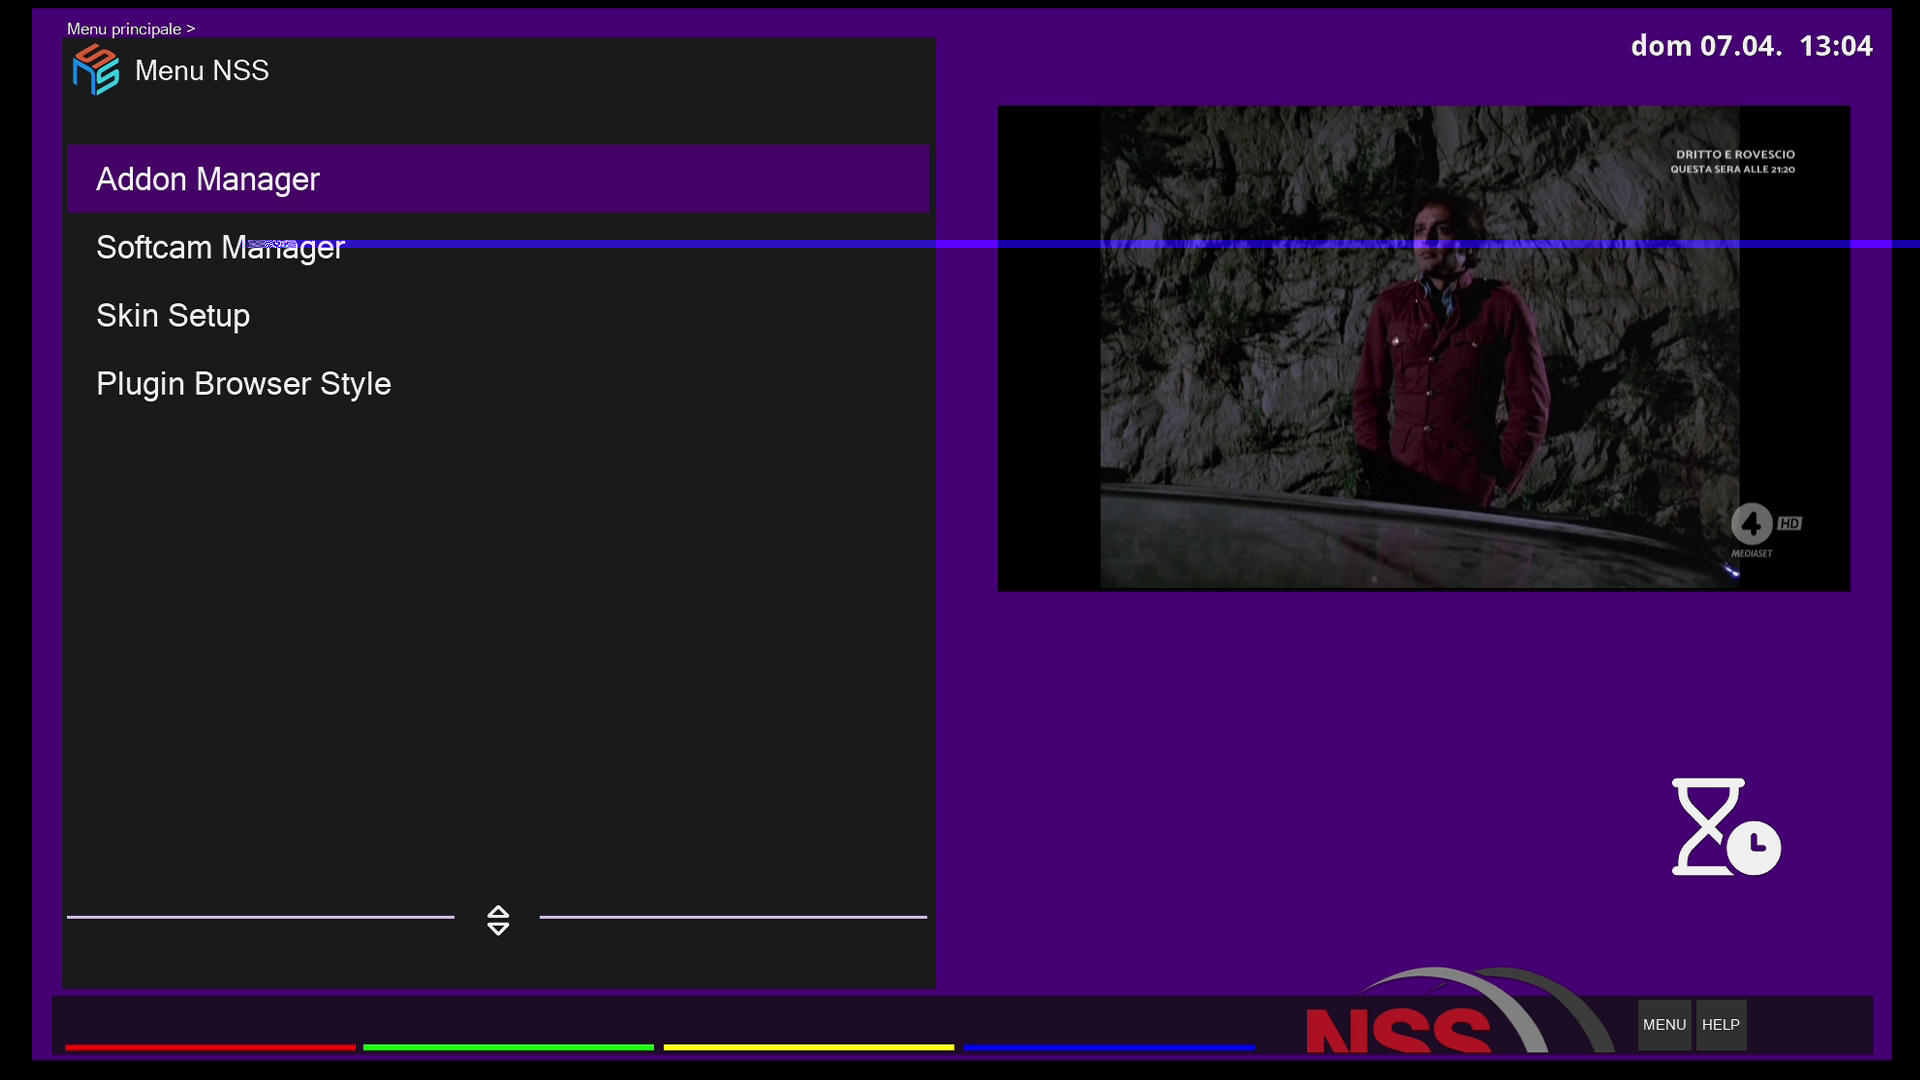 Menu principale >
dom 07.04. 13:04
Menu NSS
Addon Manager
Softcam Manager
Skin Setup
Plugin Browser Style
DRITTO E ROVESCIO
QUESTA SERA ALLE 21:20
4 HD
MEDIASET
NSS
MENU HELP